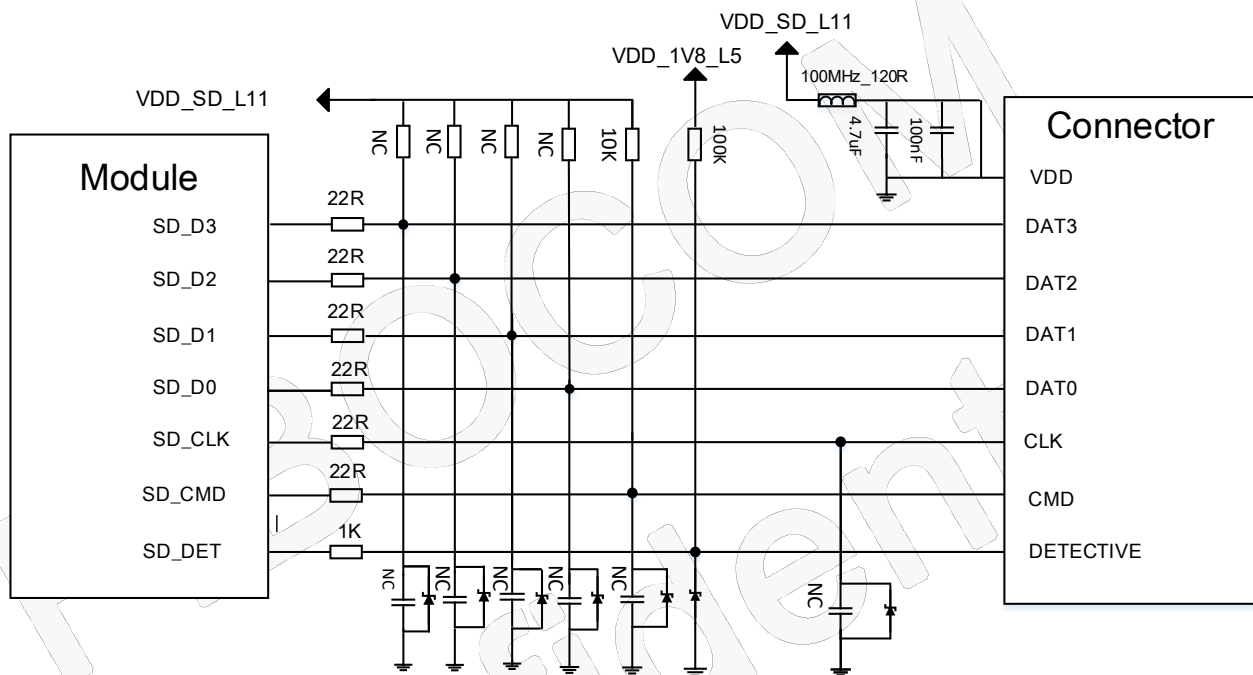 VDD_SD_L11
VDD_1V8_L5
100MHz_120R
VDD_SD_L11
NC
NC
NC
NC
10K
100K
4.7uF
100nF
Connector
Module
VDD
22R
SD_D3
DAT3
22R
SD_D2
DAT2
22R
SD_D1
DAT1
22R
SD_D0
DAT0
22R
SD_CLK
CLK
22R
SD_CMD
CMD
1K
SD_DET
DETECTIVE
NC
NC
NC
NC
NC
NC